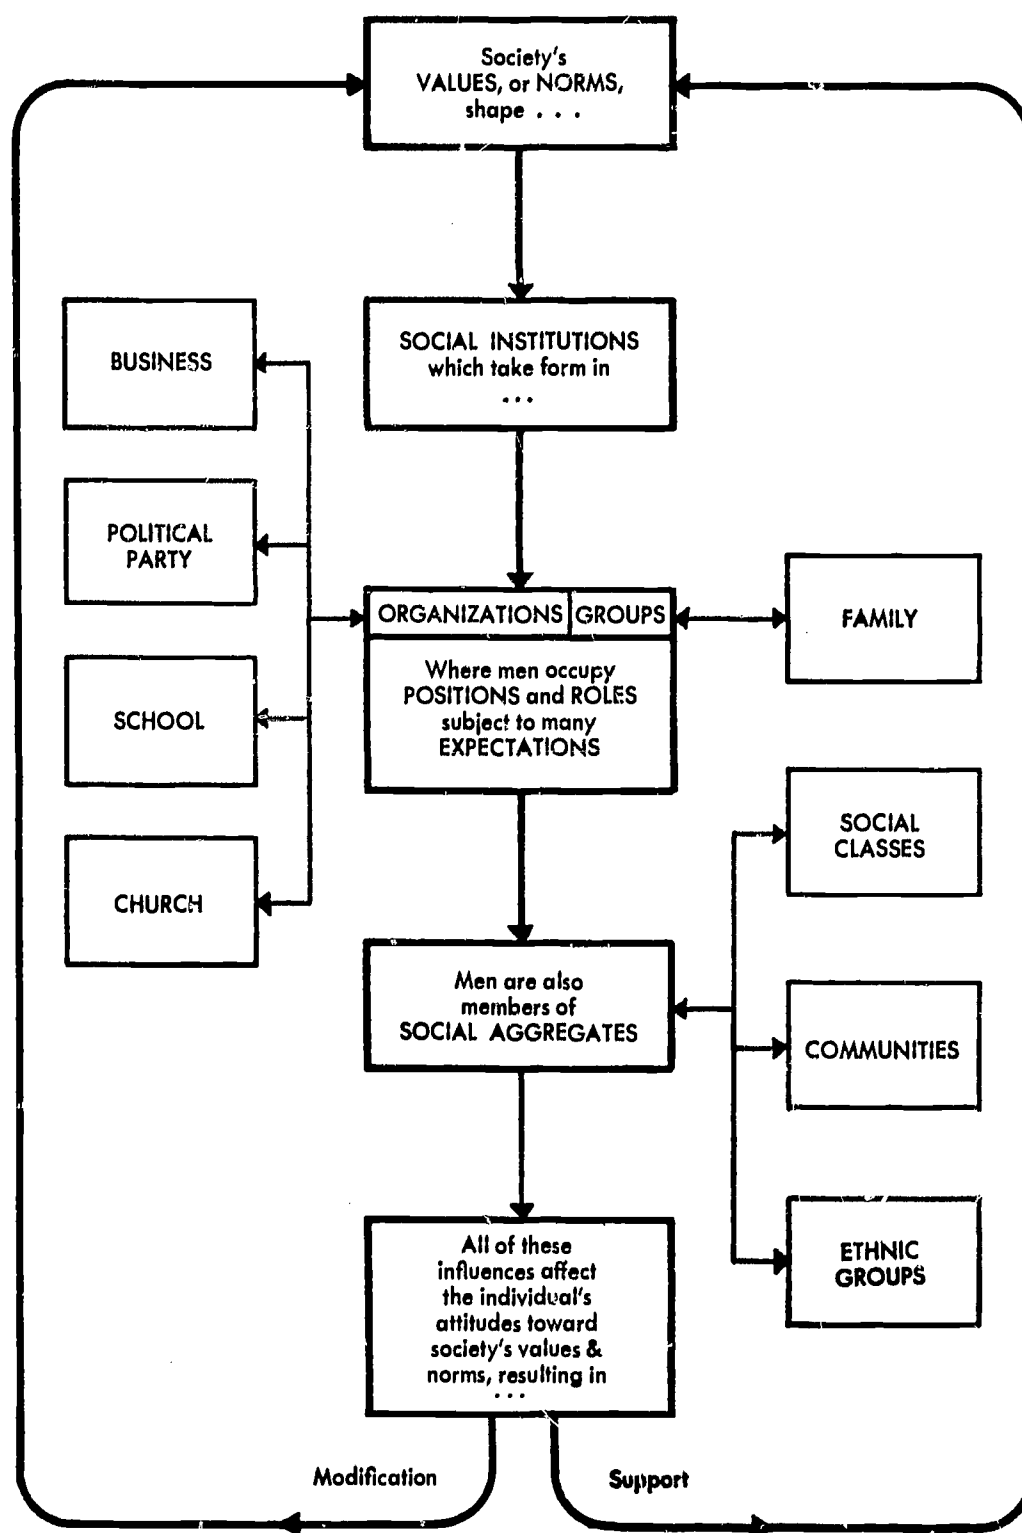 Society's
VALUES, or NORMS,
shape . . .
SOCIAL INSTITUTIONS
which take form in
. . .
BUSINESS
POLITICAL
PARTY
SCHOOL
CHURCH
ORGANIZATIONS
GROUPS
Where men occupy
POSITIONS and ROLES
subject to many
EXPECTATIONS
FAMILY
Men are also
members of
SOCIAL AGGREGATES
SOCIAL
CLASSES
COMMUNITIES
ETHNIC
GROUPS
All of these
influences affect
the individual's
attitudes toward
society's values &
norms, resulting in
. . .
Modification
Support